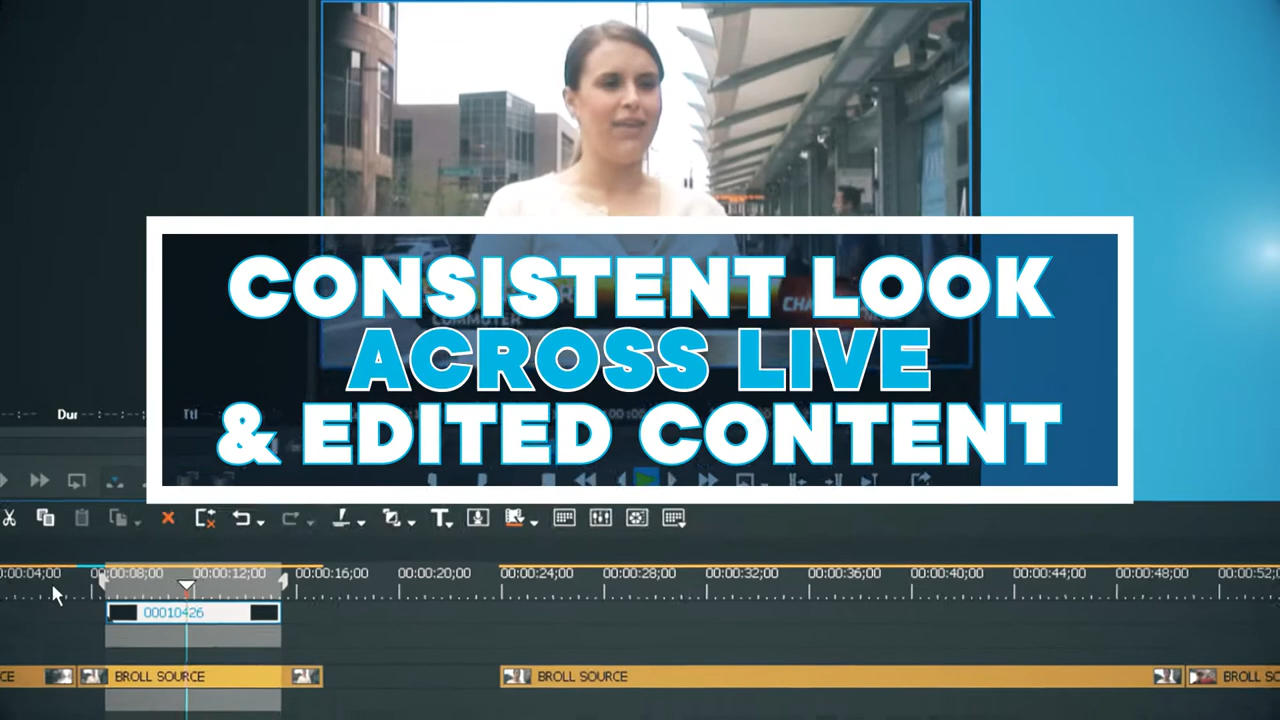 CONSISTENT LOOK
COMMUTER
ACROSS LIVE
& EDITED CONTENT
Dur
Ttl
0:00:04;00 00:00:08;00 00:00:12;00 00:00:16;00 00:00:20;00 00:00:24;00 00:00:28;00 00:00:32;00 00:00:36;00 00:00:40;00 00:00:44;00 00:00:48;00 00:00:52;
00010426
CE BROLL SOURCE BROLL SOURCE BROLL SO